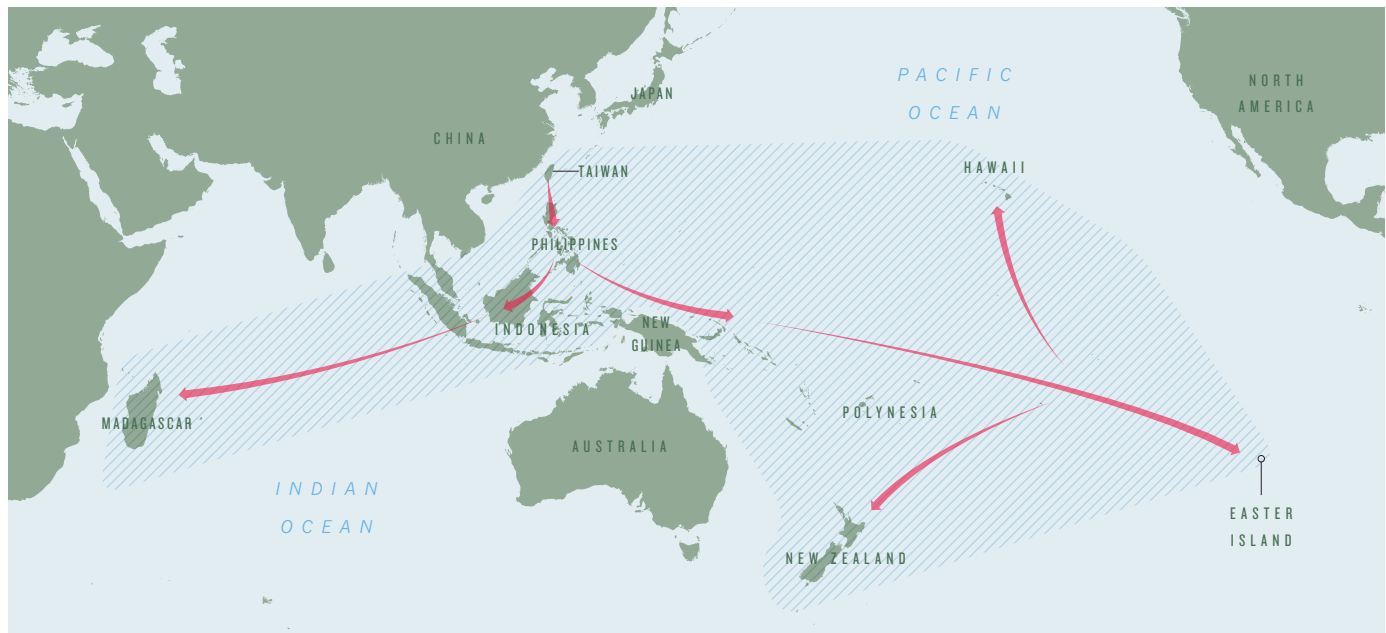 PACIFIC
OCEAN
NORTH
AMERICA
JAPAN
CHINA
HAWAII
TAIWAN
PHILIPPINES
INDONESIA
NEW
GUINEA
MADAGASCAR
POLYNESIA
AUSTRALIA
INDIAN
OCEAN
EASTER
ISLAND
NEW ZEALAND